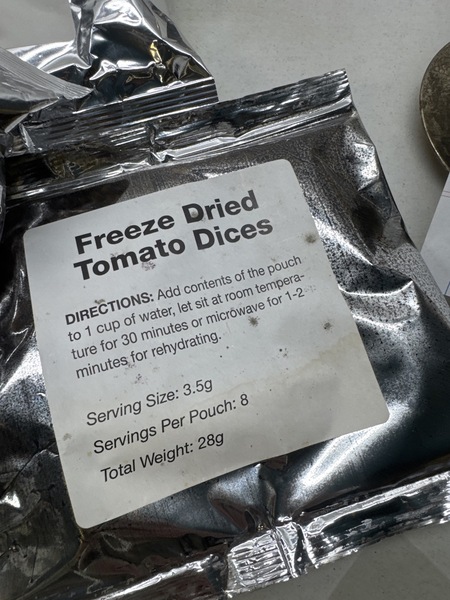 Freeze Dried
Tomato Dices
DIRECTIONS: Add contents of the pouch
to 1 cup of water, let sit at room tempera-
ture for 30 minutes or microwave for 1-2
minutes for rehydrating.
Serving Size: 3.5g
Servings Per Pouch: 8
Total Weight: 28g